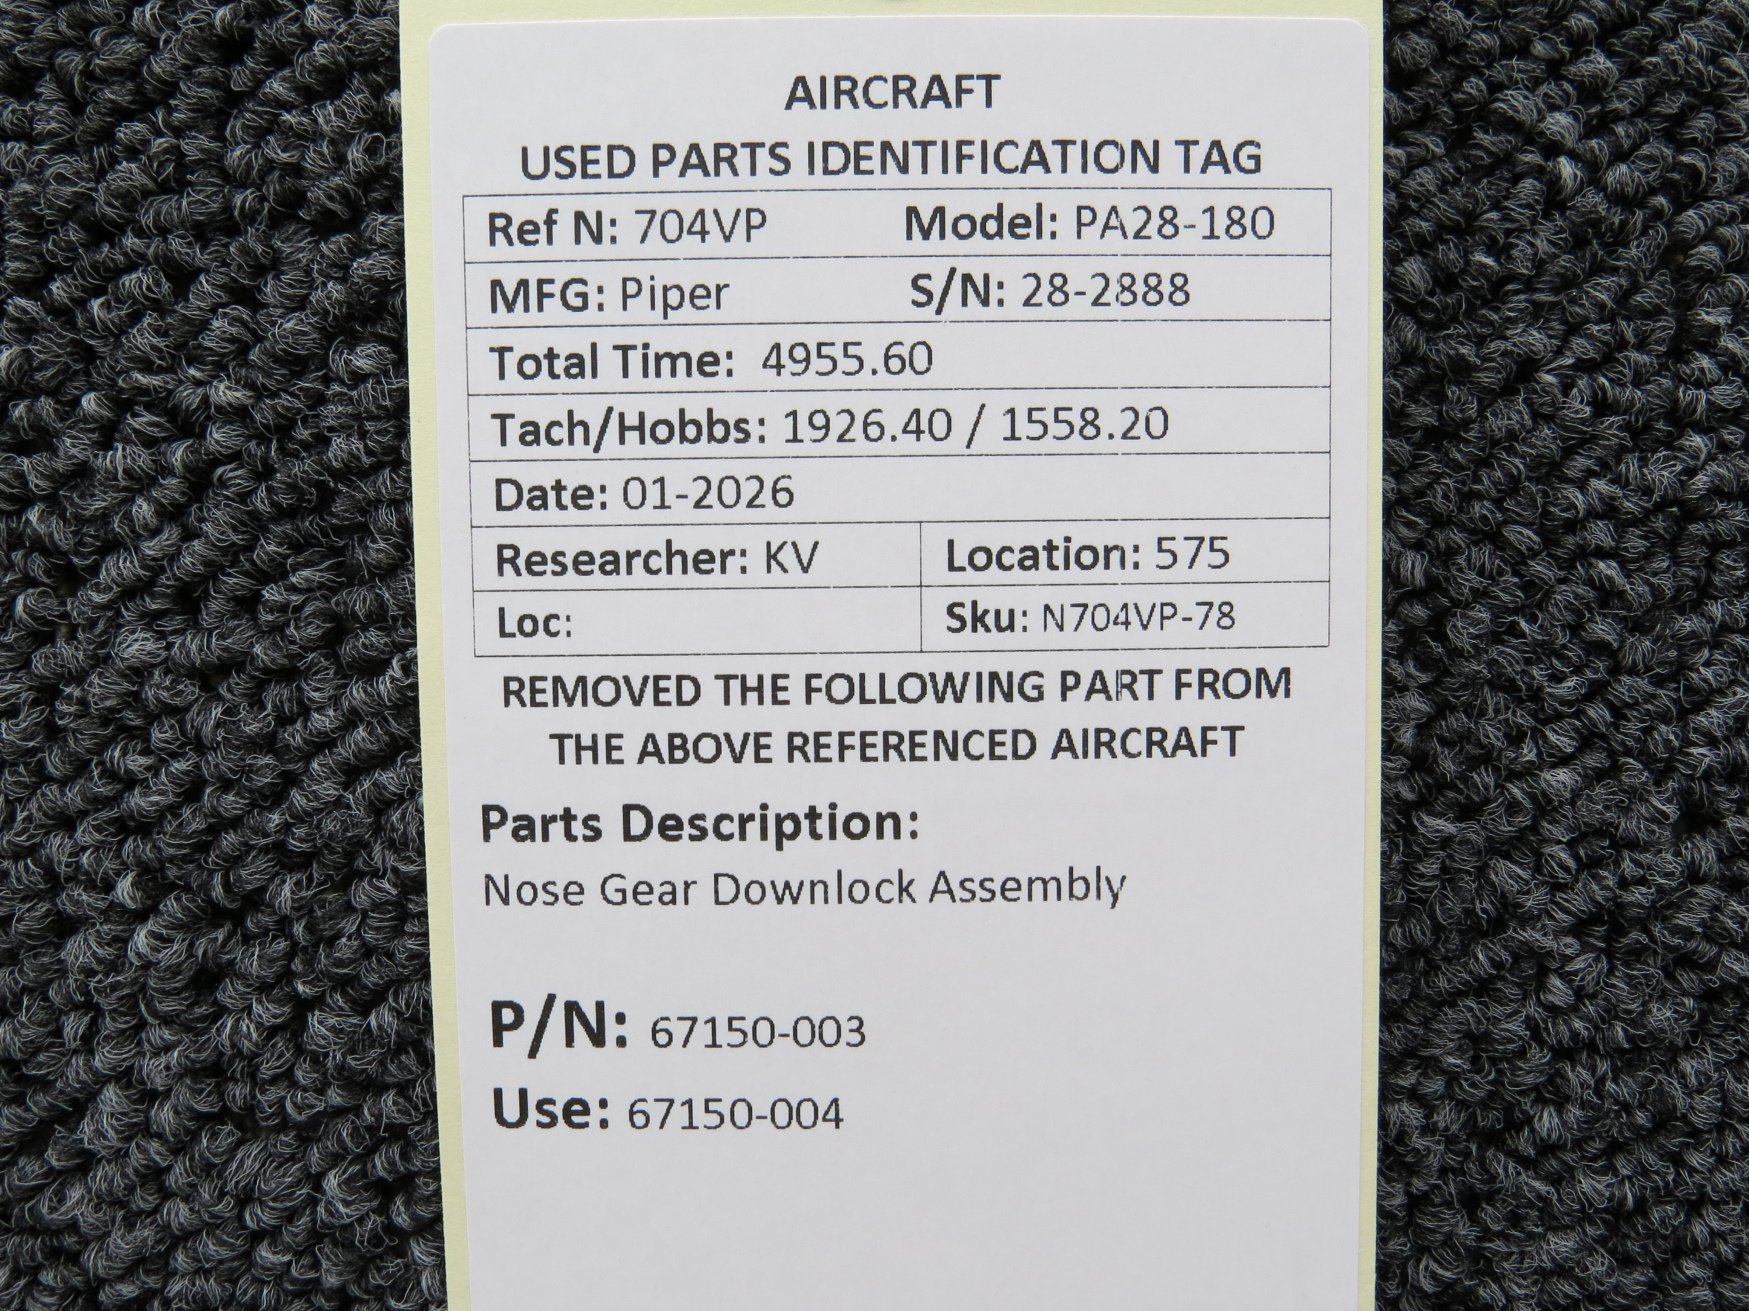 AIRCRAFT
USED PARTS IDENTIFICATION TAG
Ref N: 704VP Model: PA28-180
MFG: Piper S/N: 28-2888
Total Time: 4955.60
Tach/Hobbs: 1926.40 / 1558.20
Date: 01-2026
Researcher: KV Location: 575
Loc: Sku: N704VP-78
REMOVED THE FOLLOWING PART FROM
THE ABOVE REFERENCED AIRCRAFT
Parts Description:
Nose Gear Downlock Assembly
P/N: 67150-003
Use: 67150-004